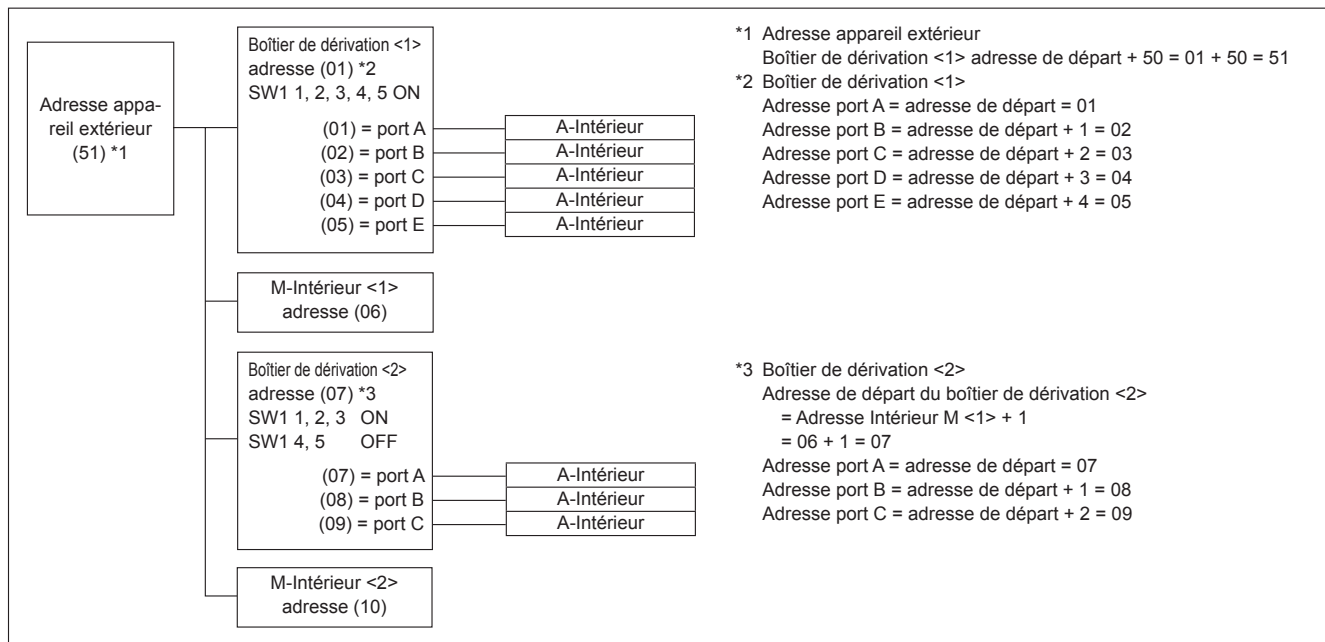 Adresse appa-
reil extérieur
(51) *1
Boîtier de dérivation <1>
adresse (01) *2
SW1 1, 2, 3, 4, 5 ON
(01) = port A
(02) = port B
(03) = port C
(04) = port D
(05) = port E
A-Intérieur
A-Intérieur
A-Intérieur
A-Intérieur
A-Intérieur
M-Intérieur <1>
adresse (06)
Boîtier de dérivation <2>
adresse (07) *3
SW1 1, 2, 3 ON
SW1 4, 5 OFF
(07) = port A
(08) = port B
(09) = port C
A-Intérieur
A-Intérieur
A-Intérieur
M-Intérieur <2>
adresse (10)
*1 Adresse appareil extérieur
Boîtier de dérivation <1> adresse de départ + 50 = 01 + 50 = 51
*2 Boîtier de dérivation <1>
Adresse port A = adresse de départ = 01
Adresse port B = adresse de départ + 1 = 02
Adresse port C = adresse de départ + 2 = 03
Adresse port D = adresse de départ + 3 = 04
Adresse port E = adresse de départ + 4 = 05
*3 Boîtier de dérivation <2>
Adresse de départ du boîtier de dérivation <2>
= Adresse Intérieur M <1> + 1
= 06 + 1 = 07
Adresse port A = adresse de départ = 07
Adresse port B = adresse de départ + 1 = 08
Adresse port C = adresse de départ + 2 = 09